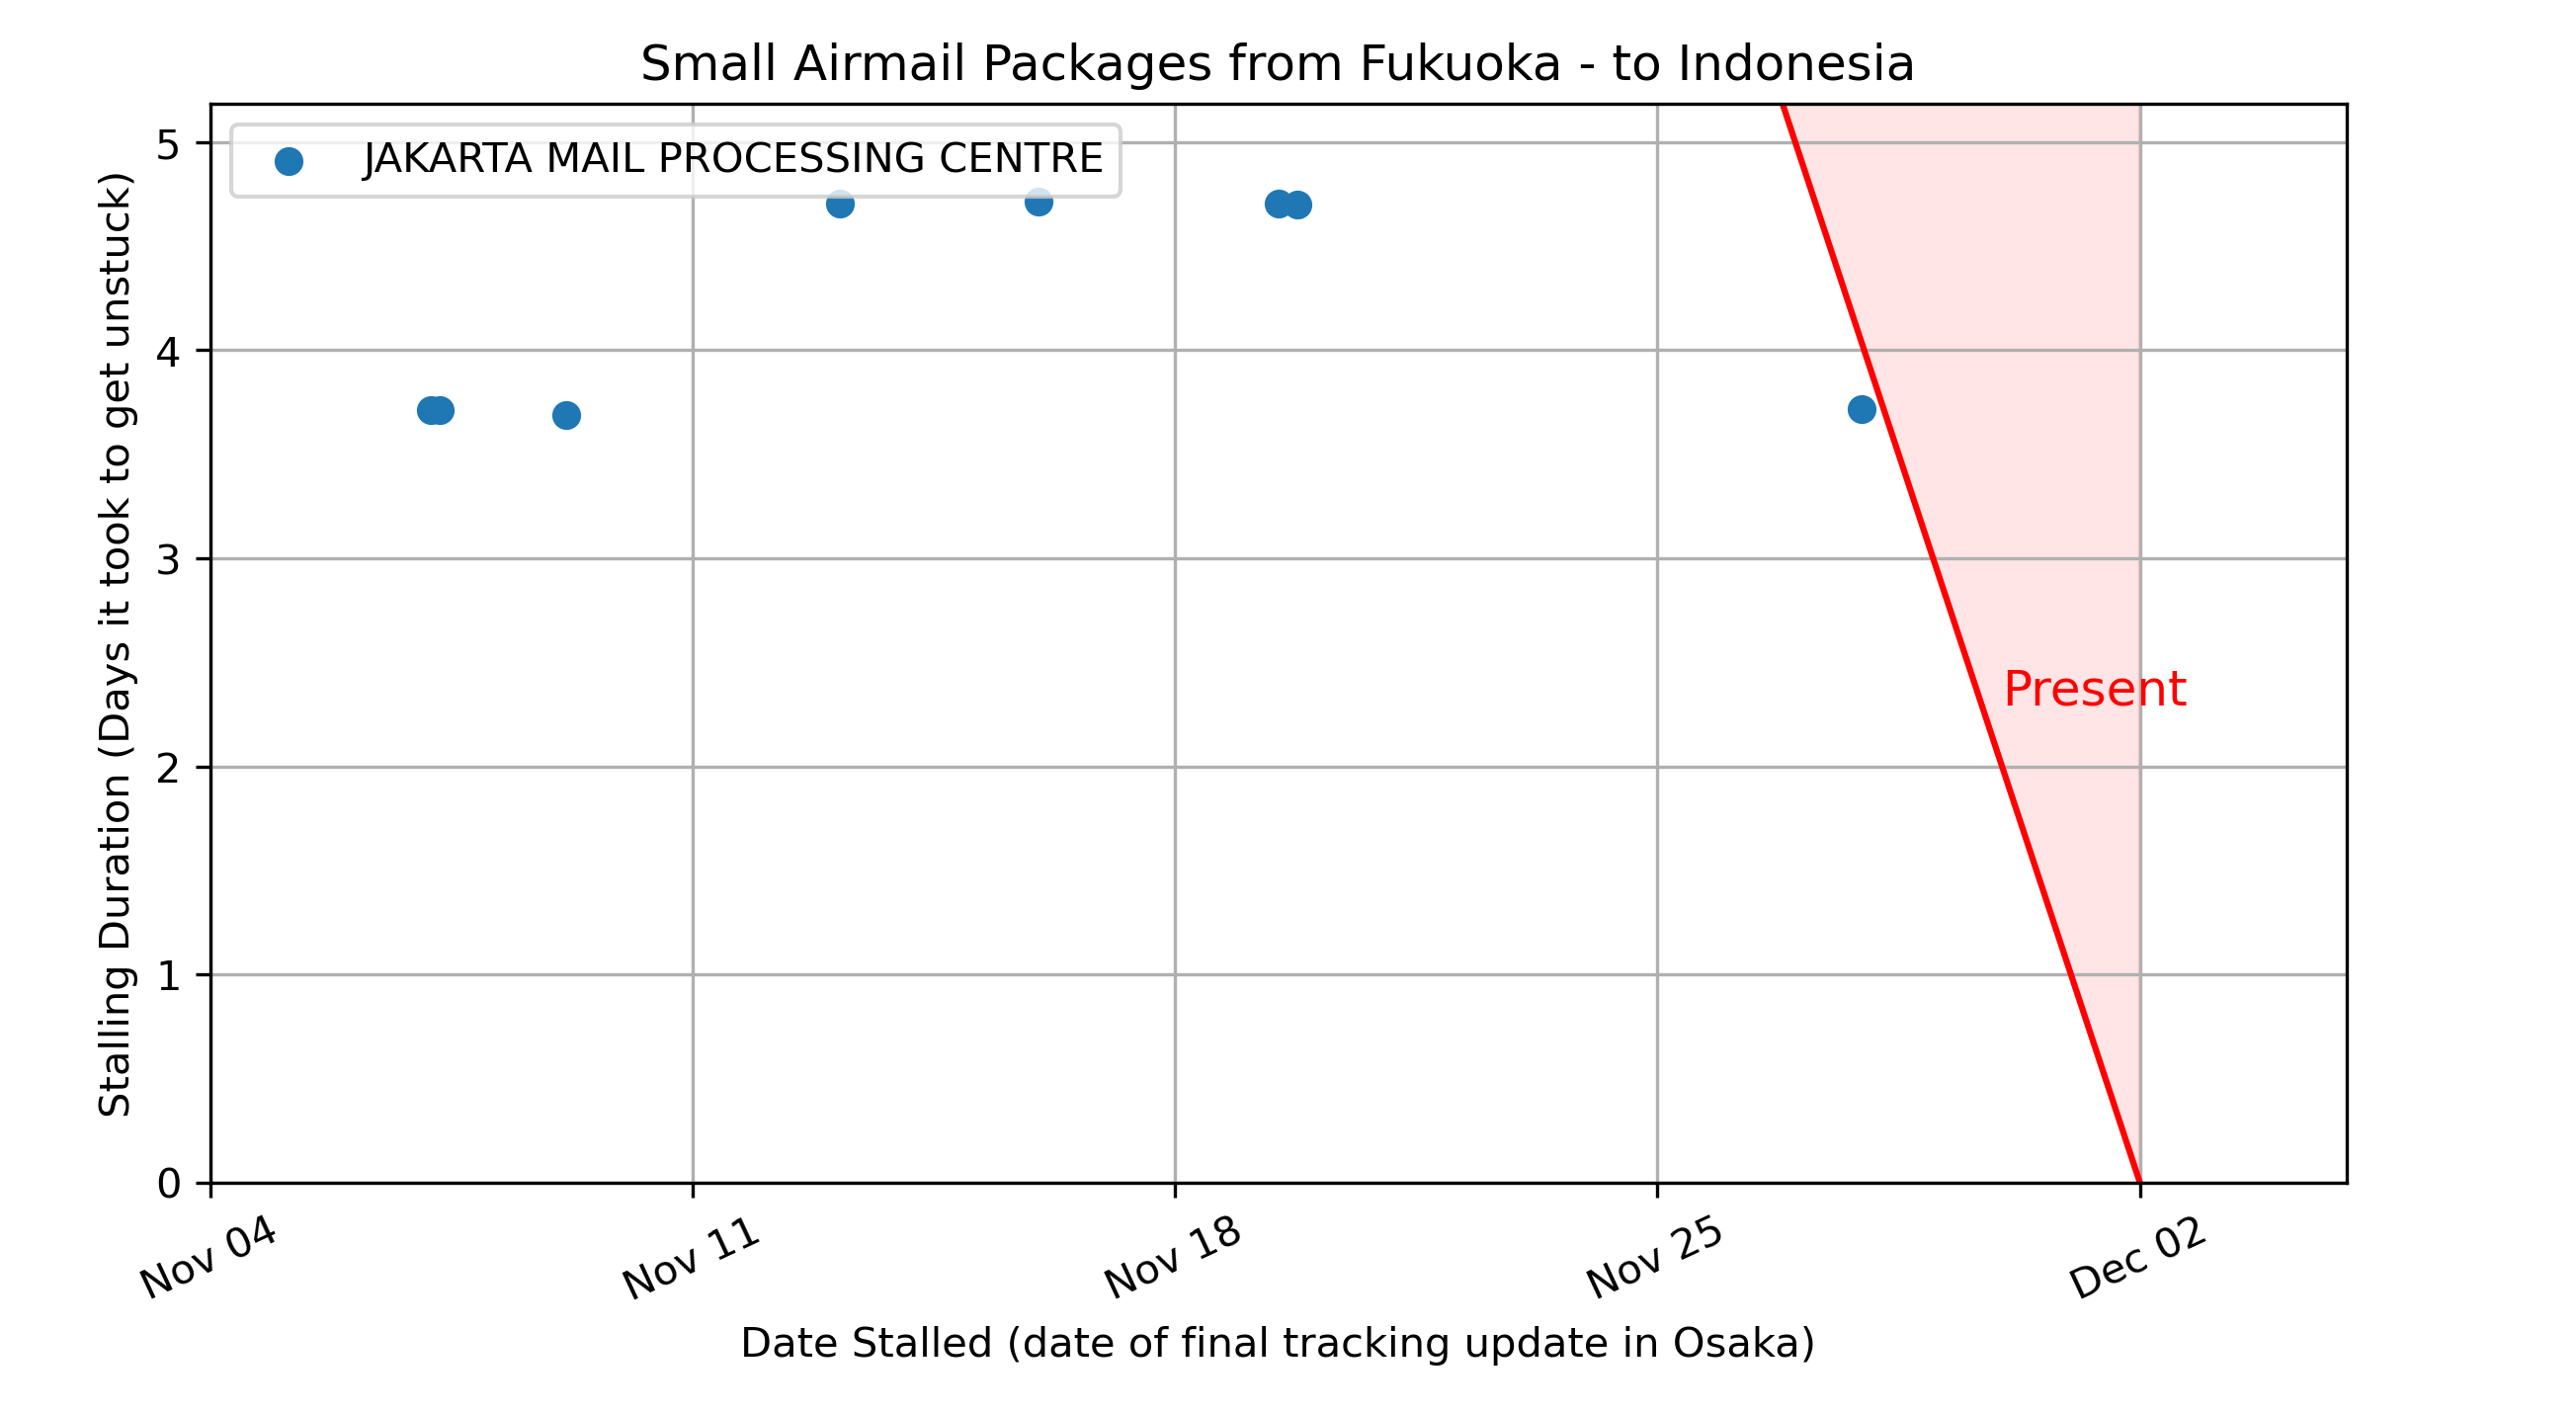 Small Airmail Packages from Fukuoka - to Indonesia
JAKARTA MAIL PROCESSING CENTRE
Stalling Duration (Days it took to get unstuck)
5
4
3
2
1
0
Present
Nov 04
Nov 11
Nov 18
Nov 25
Dec 02
Date Stalled (date of final tracking update in Osaka)